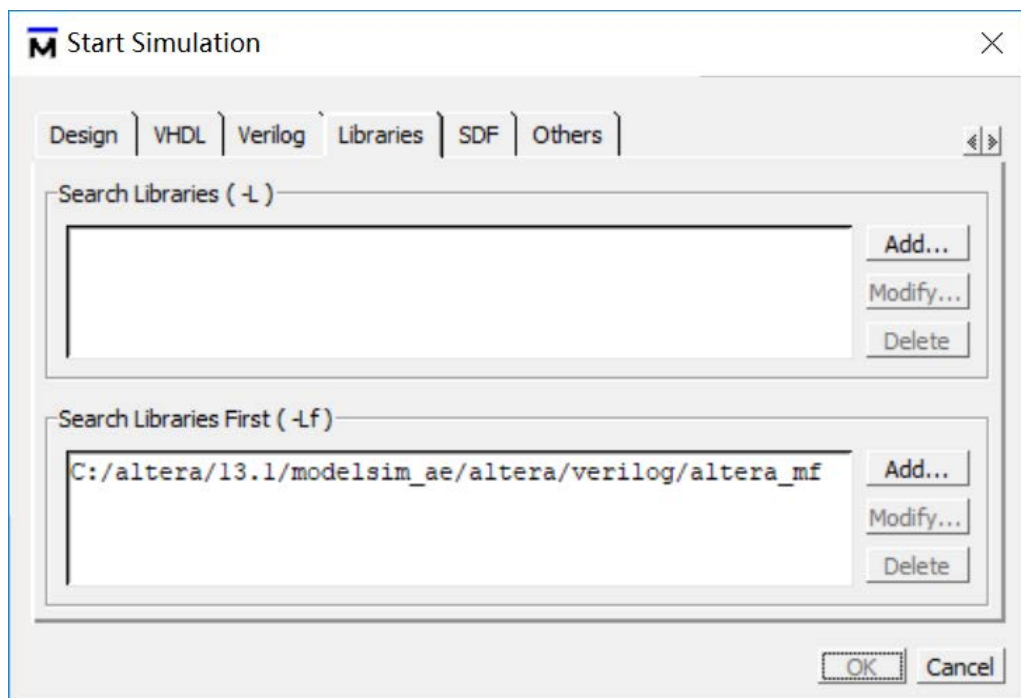 Start Simulation
Design VHDL Verilog Libraries SDF Others
Search Libraries ( -L )
Add...
Modify...
Delete
Search Libraries First ( -Lf )
C:/altera/13.1/modelsim_ae/altera/verilog/altera_mf
Add...
Modify...
Delete
OK Cancel